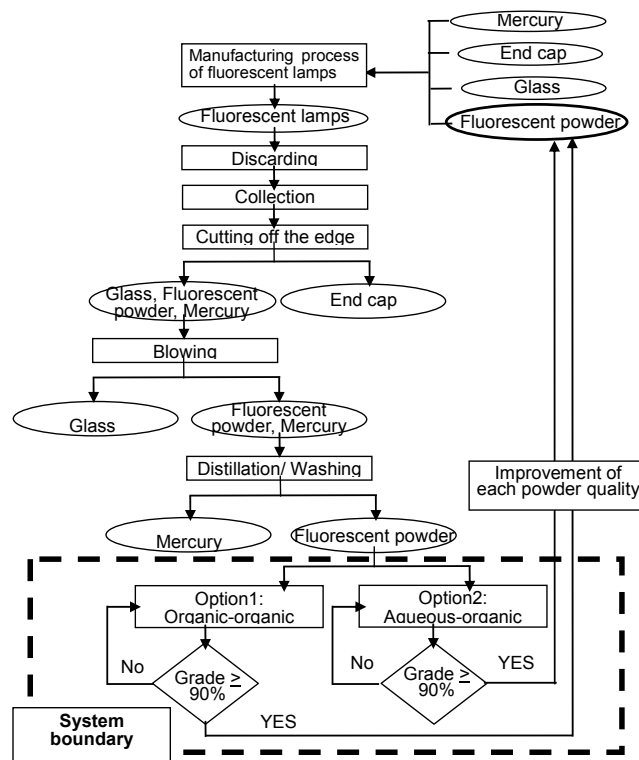 Mercury
Manufacturing process
of fluorescent lamps
End cap
Glass
Fluorescent powder
Fluorescent lamps
Discarding
Collection
Cutting off the edge
Glass, Fluorescent
powder, Mercury
End cap
Blowing
Glass
Fluorescent
powder, Mercury
Distillation/ Washing
Improvement of
each powder quality
Mercury
Fluorescent powder
Option1:
Organic-organic
Option2:
Aqueous-organic
No
Grade ≥
90%
YES
No
Grade ≥
90%
YES
System
boundary